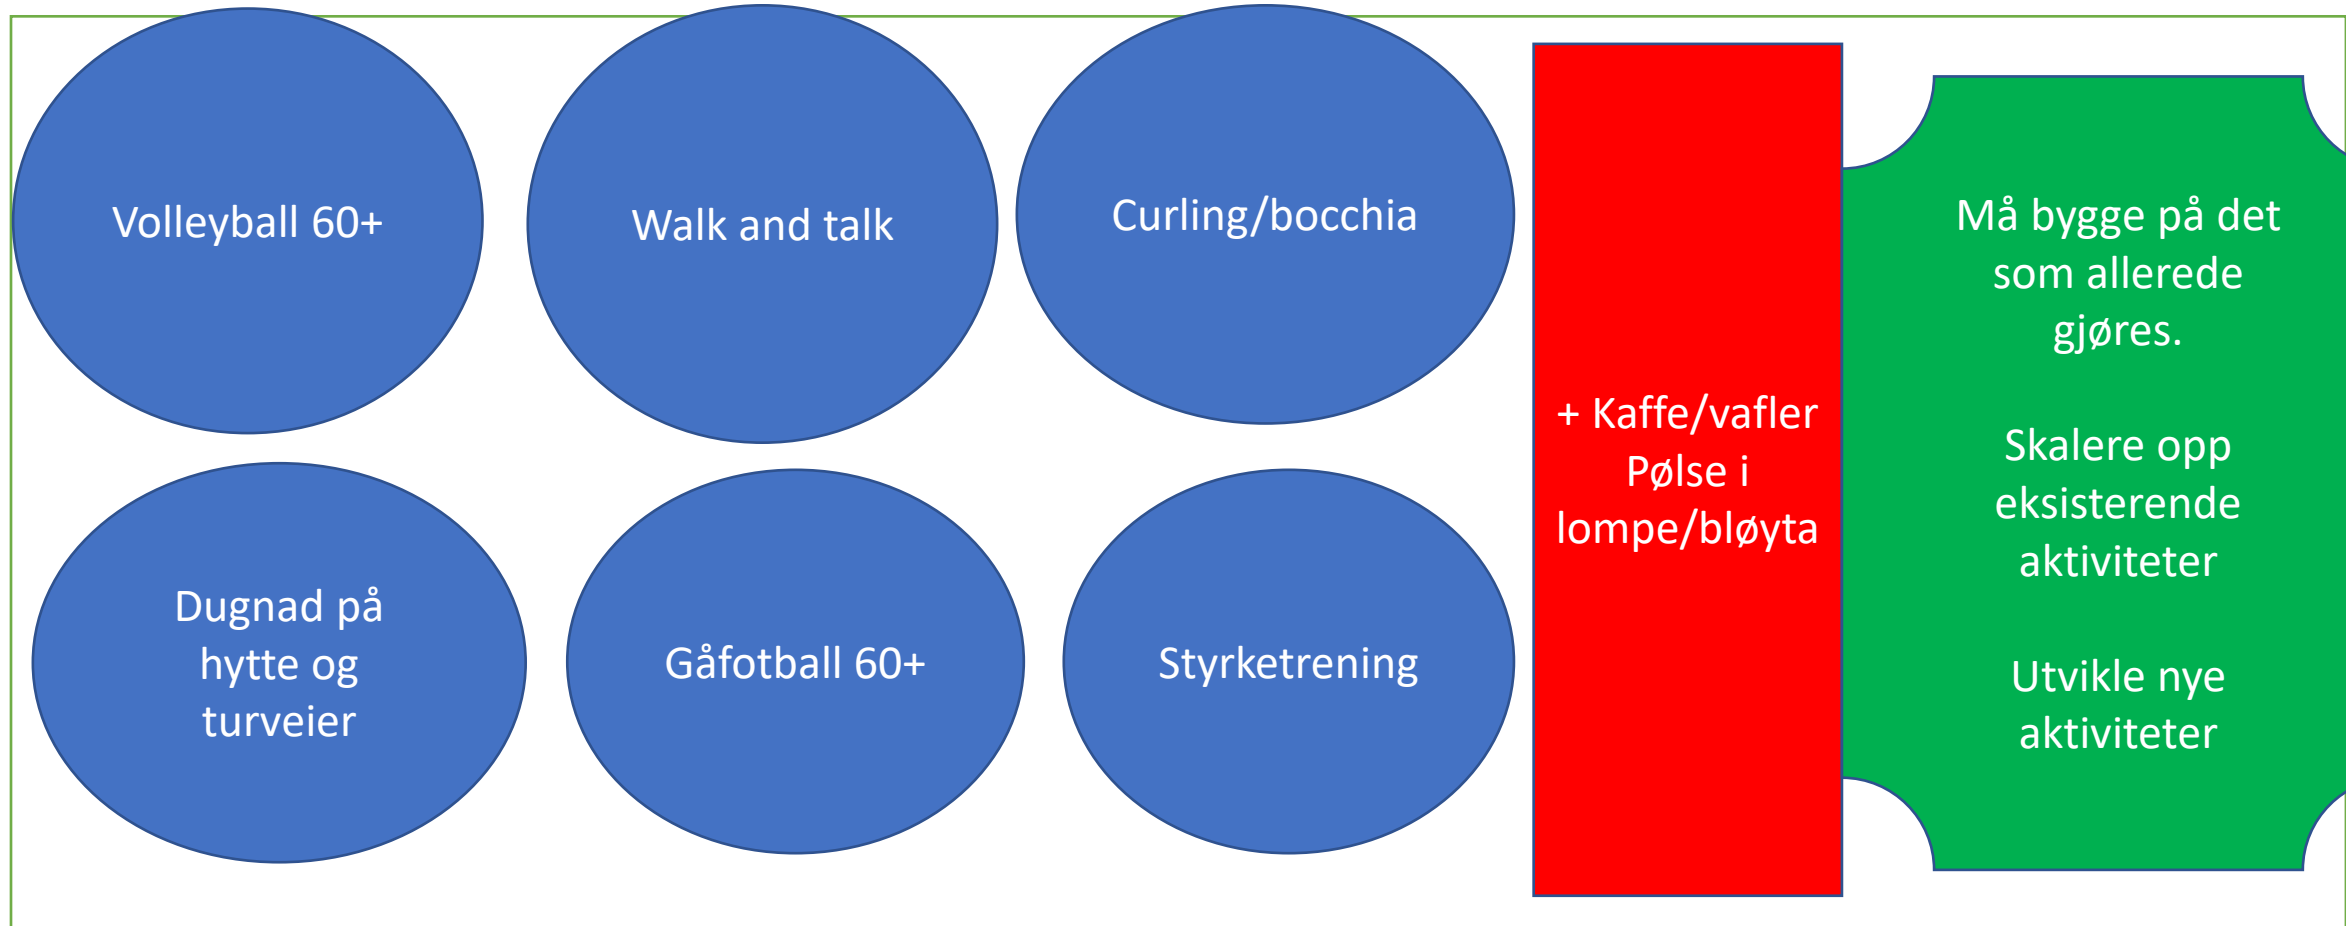 Volleyball 60+
Walk and talk
Curling/bocchia
Dugnad på
hytte og
turveier
Gåfotball 60+
Styrketrening
+ Kaffe/vafler
Pølse i
lompe/bløyta
Må bygge på det
som allerede
gjøres.
Skalere opp
eksisterende
aktiviteter
Utvikle nye
aktiviteter